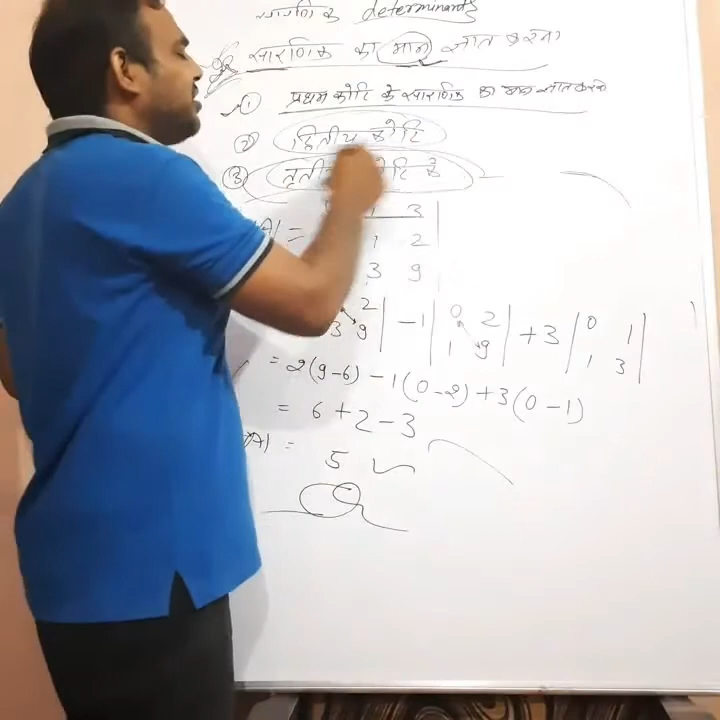 सारणिक determinants
सारणिक का मान ज्ञात करना
① प्रथम कोटि के सारणिक का मान ज्ञात करके
② द्वितीय कोटि
③ कोटि के
|A| = 1 3 |
1 2
3 9
2 | - 1 | 0 2 | + 3 | 0 1 |
3 9 | 1 9 | 1 3 |
= 2(9-6) - 1(0-2) + 3(0-1)
= 6 + 2 - 3
|A| = 5